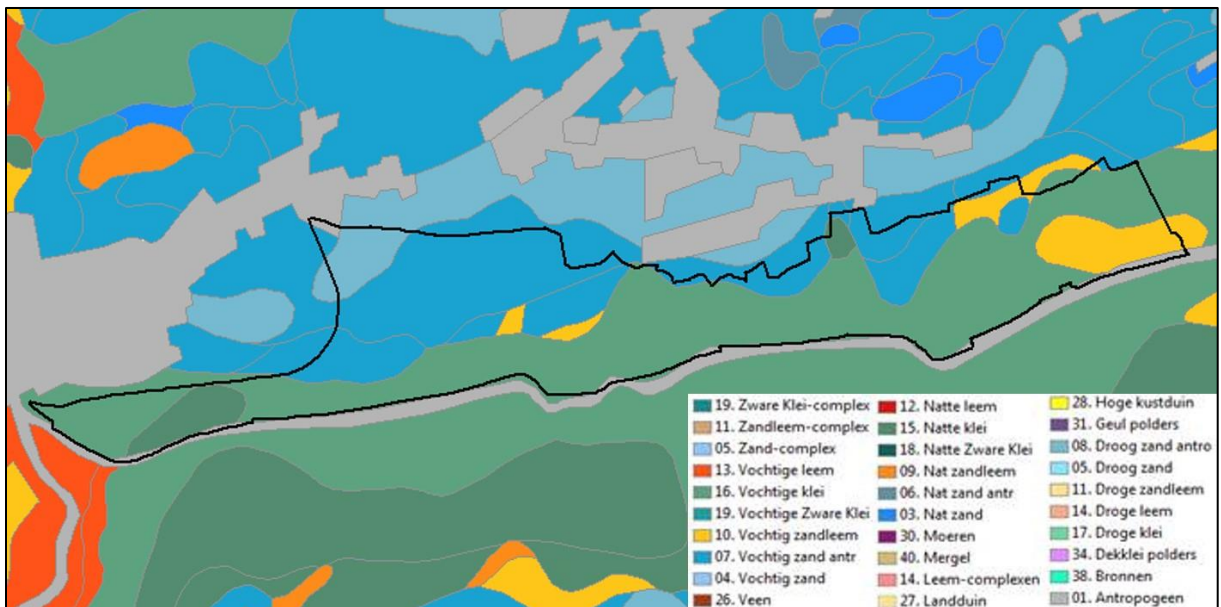 19. Zware Klei-complex
11. Zandleem-complex
05. Zand-complex
13. Vochtige leem
16. Vochtige klei
19. Vochtige Zware Klei
10. Vochtig zandleem
07. Vochtig zand antr
04. Vochtig zand
26. Veen
12. Natte leem
15. Natte klei
18. Natte Zware Klei
09. Nat zandleem
06. Nat zand antr
03. Nat zand
30. Moeren
40. Mergel
14. Leem-complexen
27. Landduin
28. Hoge kustduin
31. Geul polders
08. Droog zand antro
05. Droog zand
11. Droge zandleem
14. Droge leem
17. Droge klei
34. Dekklei polders
38. Bronnen
01. Antropogeen